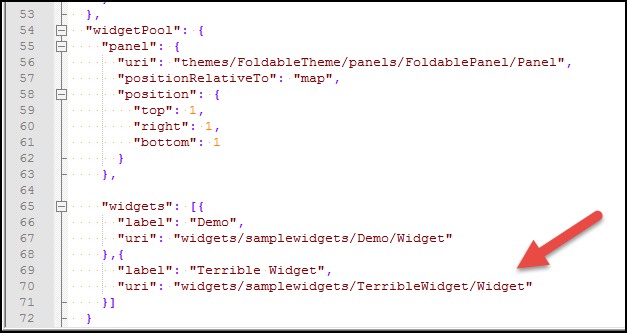 53 },
54 "widgetPool": {
55 "panel": {
56 "uri": "themes/FoldableTheme/panels/FoldablePanel/Panel",
57 "positionRelativeTo": "map",
58 "position": {
59 "top": 1,
60 "right": 1,
61 "bottom": 1
62 }
63 },
64
65 "widgets": [{
66 "label": "Demo",
67 "uri": "widgets/samplewidgets/Demo/Widget"
68 },{
69 "label": "Terrible Widget",
70 "uri": "widgets/samplewidgets/TerribleWidget/Widget"
71 }]
72 }